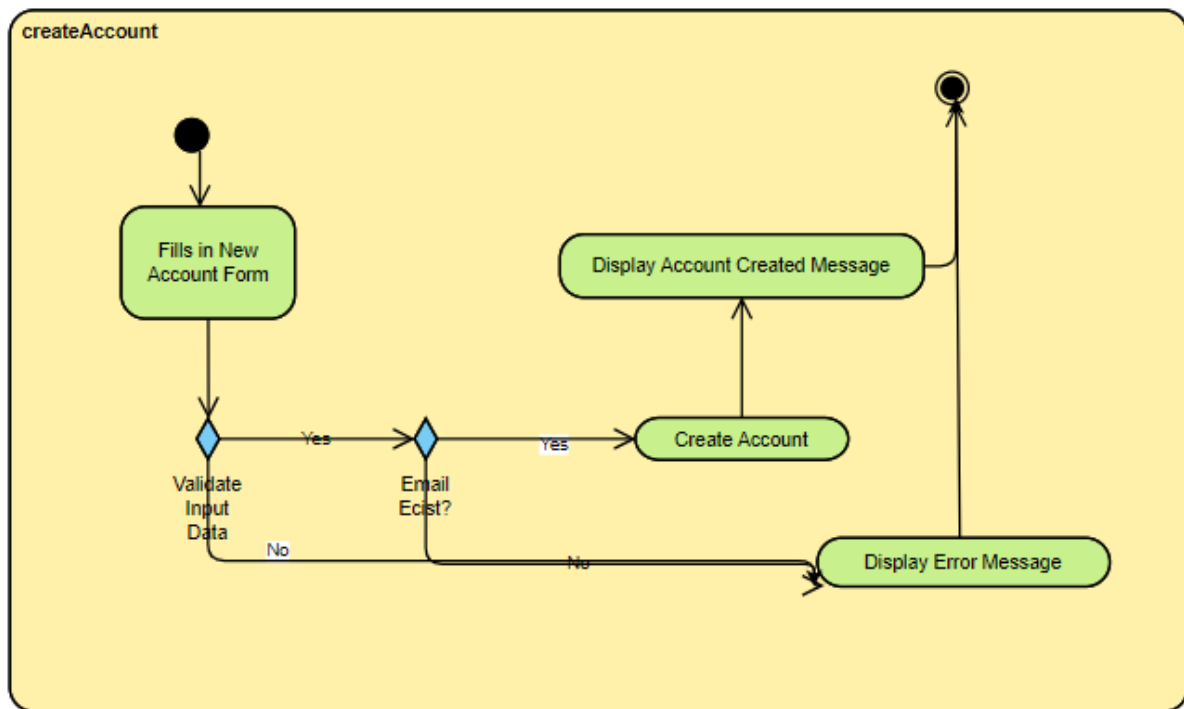 createAccount
Fills in New
Account Form
Display Account Created Message
Yes
Yes
Create Account
Validate
Input
Data
Email
Ecist?
No
No
Display Error Message